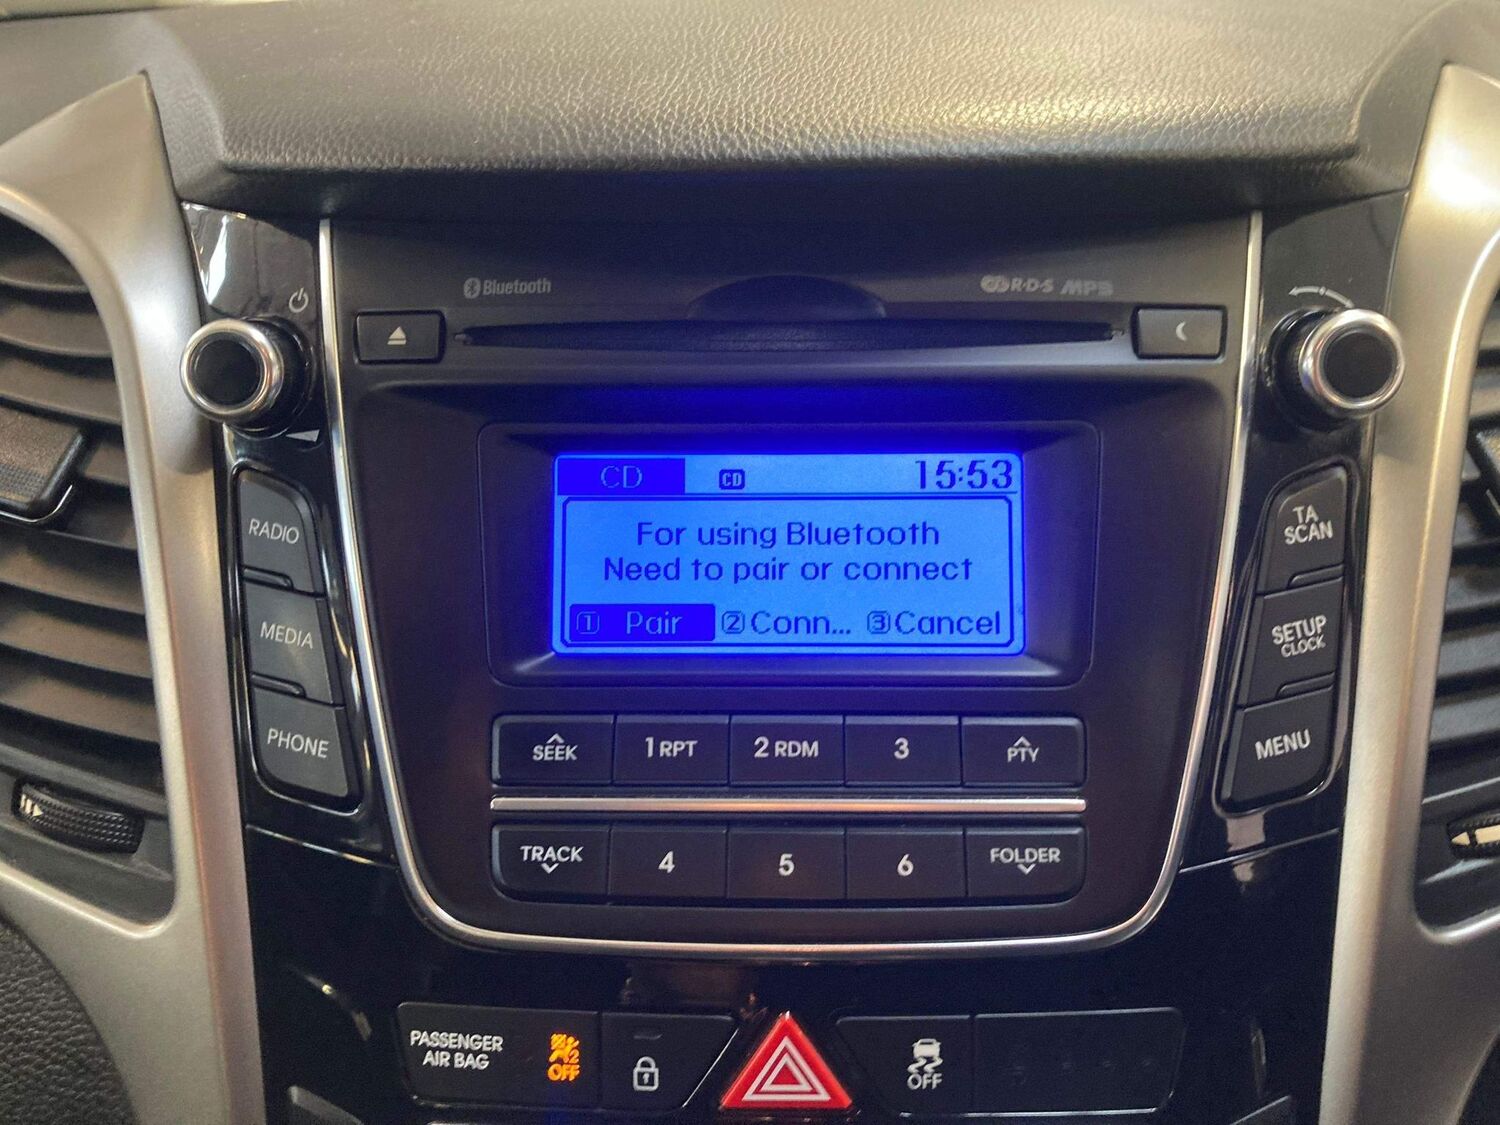 Bluetooth
R·D·S MP3
CD CD 15:53
For using Bluetooth
Need to pair or connect
1 Pair 2 Conn... 3 Cancel
RADIO
MEDIA
PHONE
TA
SCAN
SETUP
CLOCK
MENU
SEEK 1 RPT 2 RDM 3 PTY
TRACK 4 5 6 FOLDER
PASSENGER
AIR BAG
2
OFF
OFF